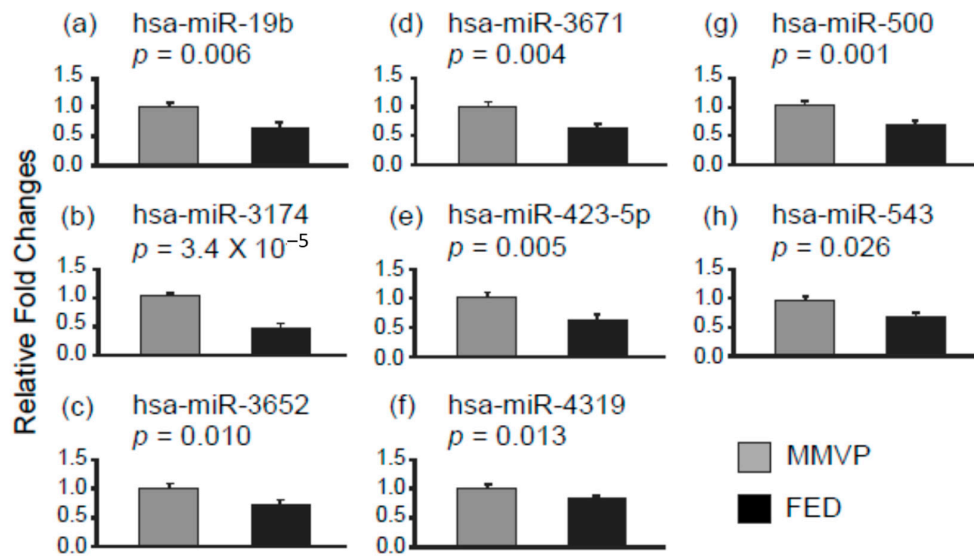 Relative Fold Changes
(a) hsa-miR-19b
p = 0.006
1.5
1.0
0.5
0.0
(b) hsa-miR-3174
p = 3.4 X 10⁻⁵
1.5
1.0
0.5
0.0
(c) hsa-miR-3652
p = 0.010
1.5
1.0
0.5
0.0
(d) hsa-miR-3671
p = 0.004
1.5
1.0
0.5
0.0
(e) hsa-miR-423-5p
p = 0.005
1.5
1.0
0.5
0.0
(f) hsa-miR-4319
p = 0.013
1.5
1.0
0.5
0.0
(g) hsa-miR-500
p = 0.001
1.5
1.0
0.5
0.0
(h) hsa-miR-543
p = 0.026
1.5
1.0
0.5
0.0
MMVP
FED